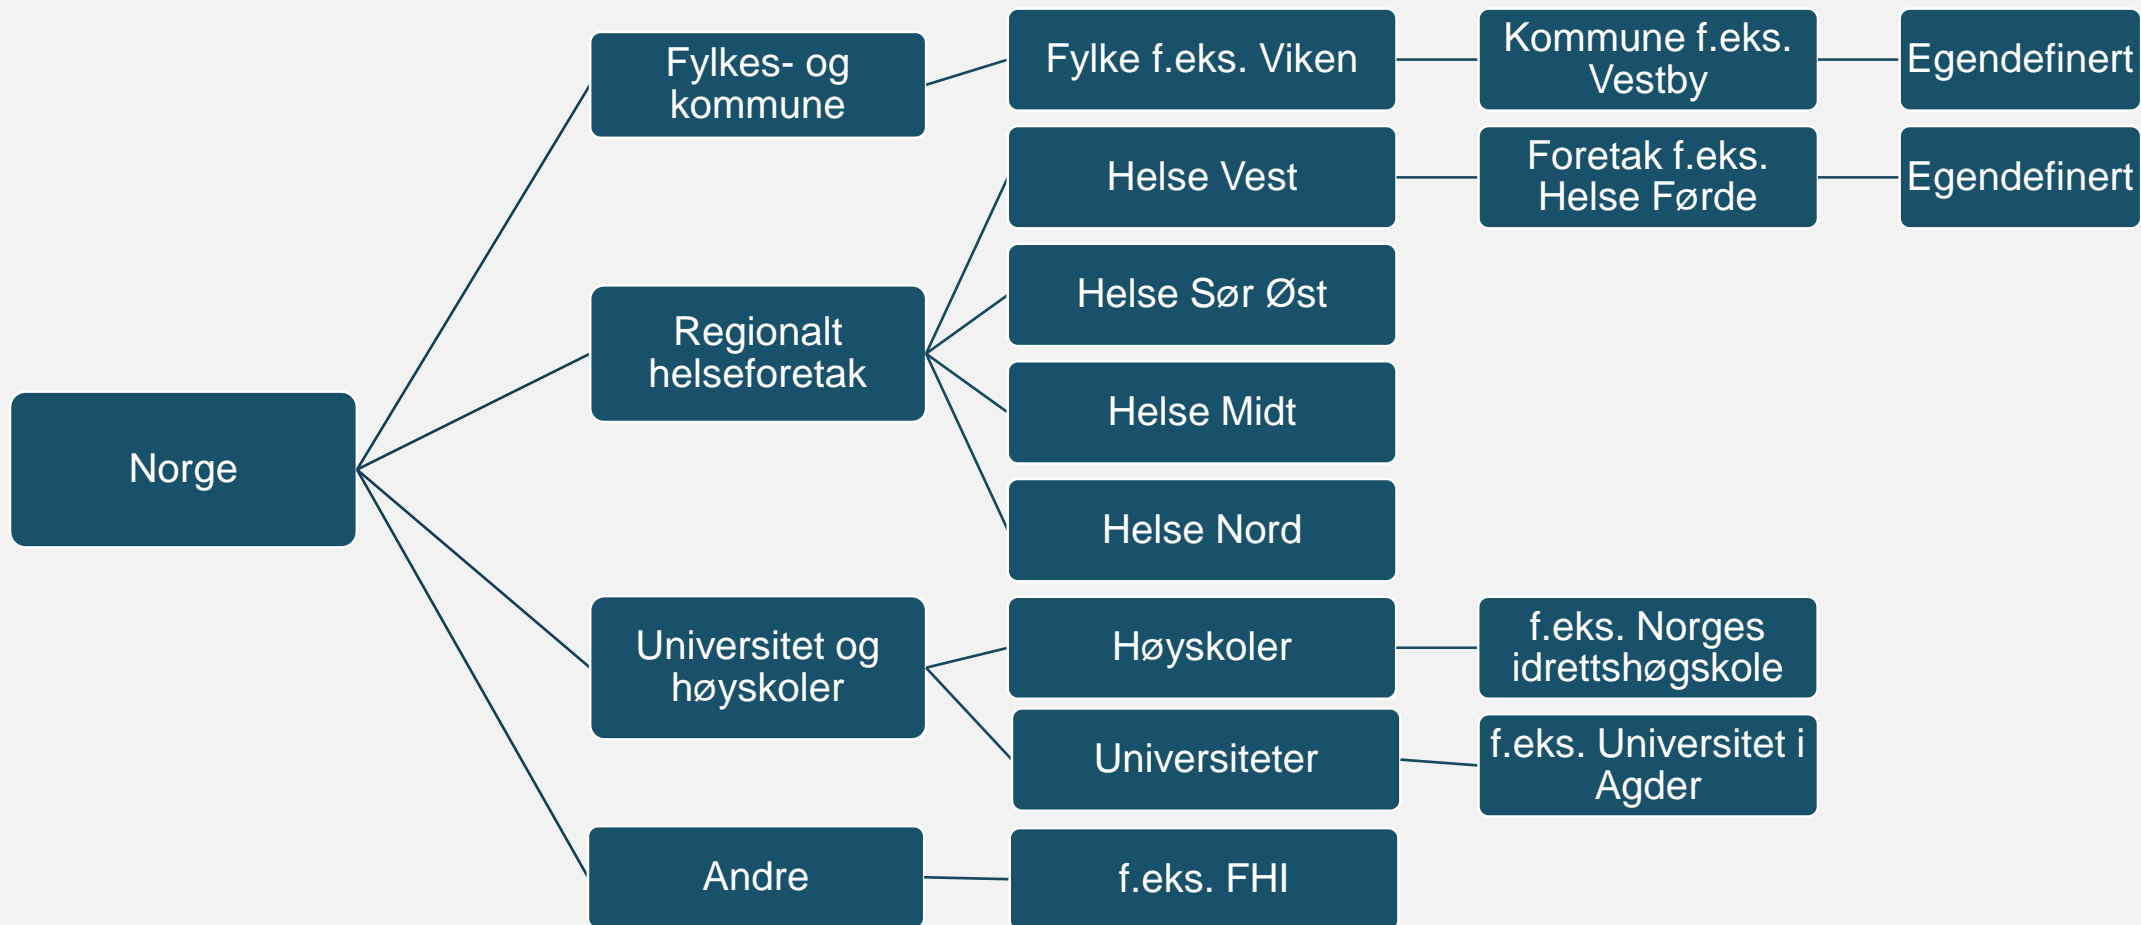 Norge
Fylkes- og
kommune
Fylke f.eks. Viken
Kommune f.eks.
Vestby
Egendefinert
Regionalt
helseforetak
Helse Vest
Foretak f.eks.
Helse Førde
Egendefinert
Helse Sør Øst
Helse Midt
Helse Nord
Universitet og
høyskoler
Høyskoler
f.eks. Norges
idrettshøgskole
Universiteter
f.eks. Universitet i
Agder
Andre
f.eks. FHI